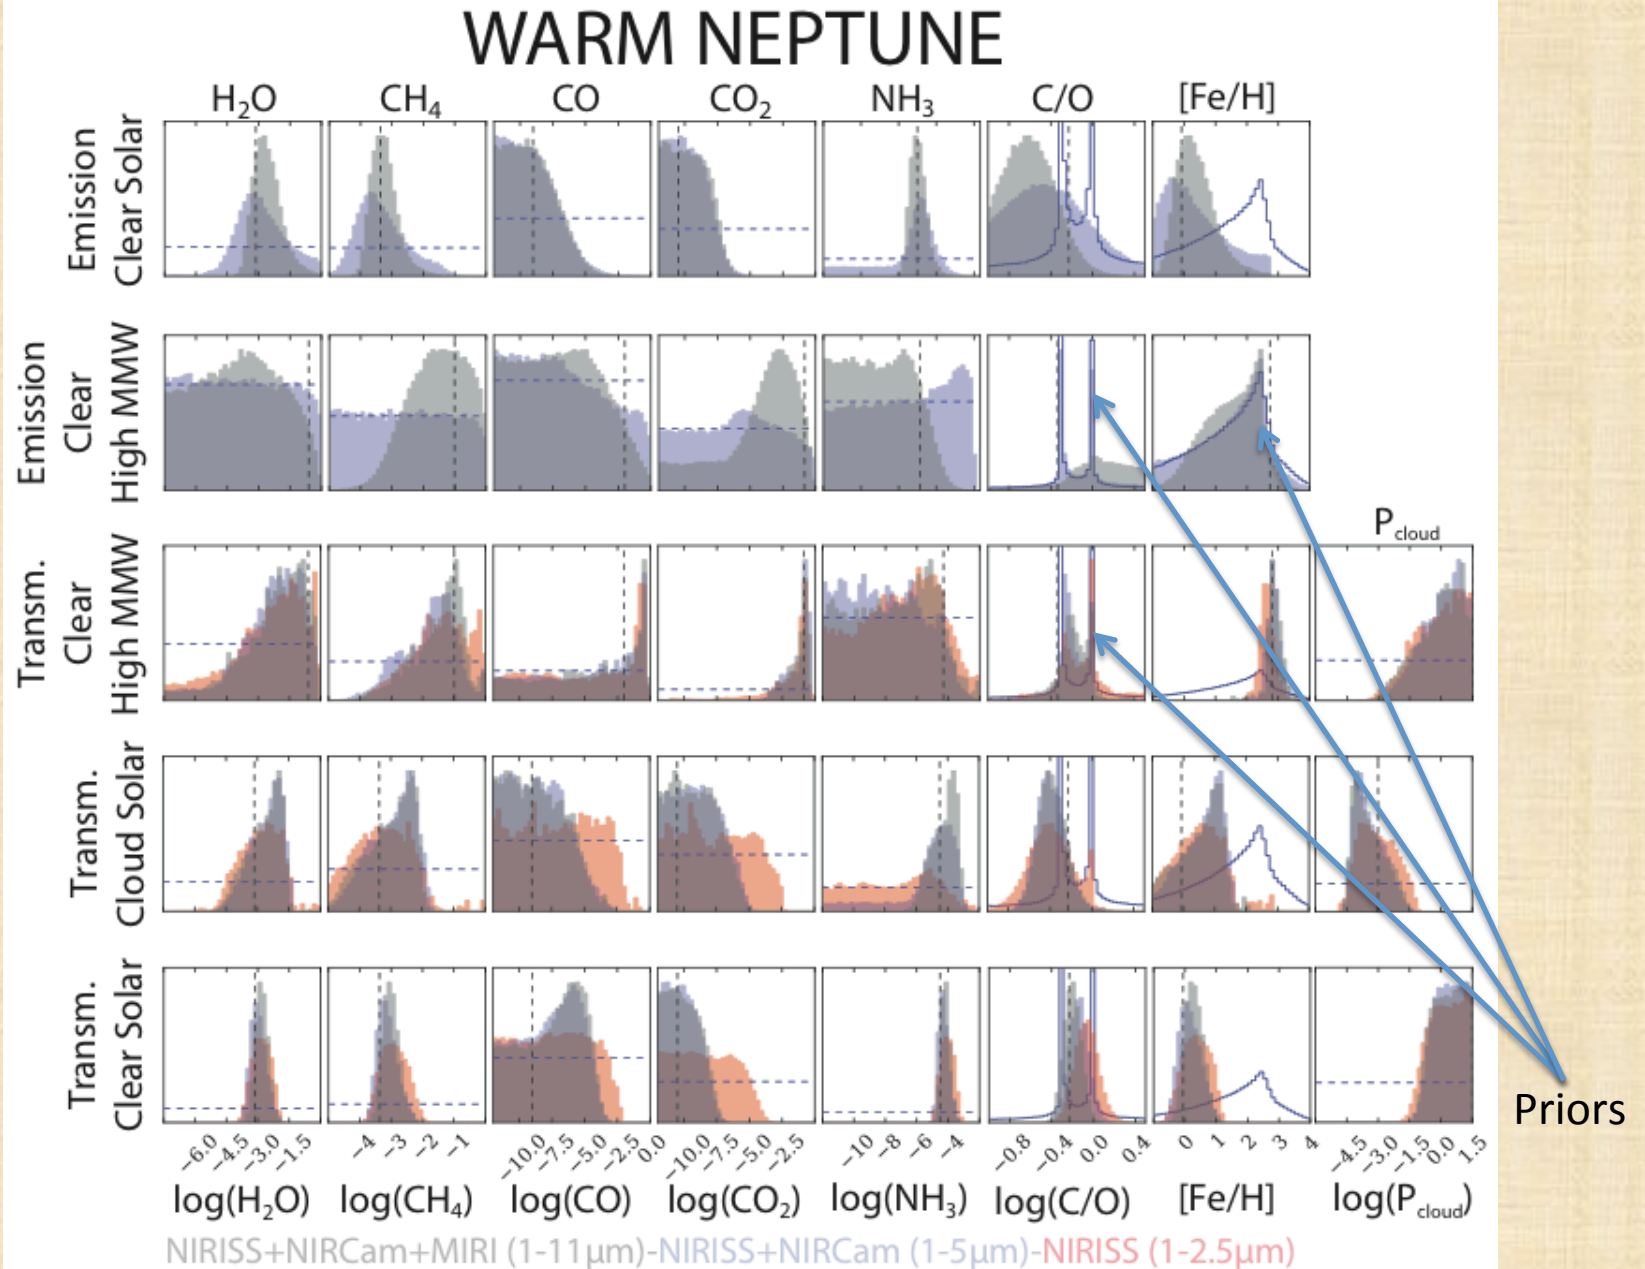 WARM NEPTUNE
H₂O CH₄ CO CO₂ NH₃ C/O [Fe/H]
Emission
Clear Solar
Emission
Clear
High MMW
P_cloud
Transm.
Clear
High MMW
Transm.
Cloud Solar
Transm.
Clear Solar
Priors
−6.0 −4.5 −3.0 −1.5 −4 −3 −2 −1 −10.0 −7.5 −5.0 −2.5 0.0 −10.0 −7.5 −5.0 −2.5 −10 −8 −6 −4 −0.8 −0.4 0.0 0.4 0 1 2 3 4 −4.5 −3.0 −1.5 0.0 1.5
log(H₂O) log(CH₄) log(CO) log(CO₂) log(NH₃) log(C/O) [Fe/H] log(P_cloud)
NIRISS+NIRCam+MIRI (1-11μm)-NIRISS+NIRCam (1-5μm)-NIRISS (1-2.5μm)